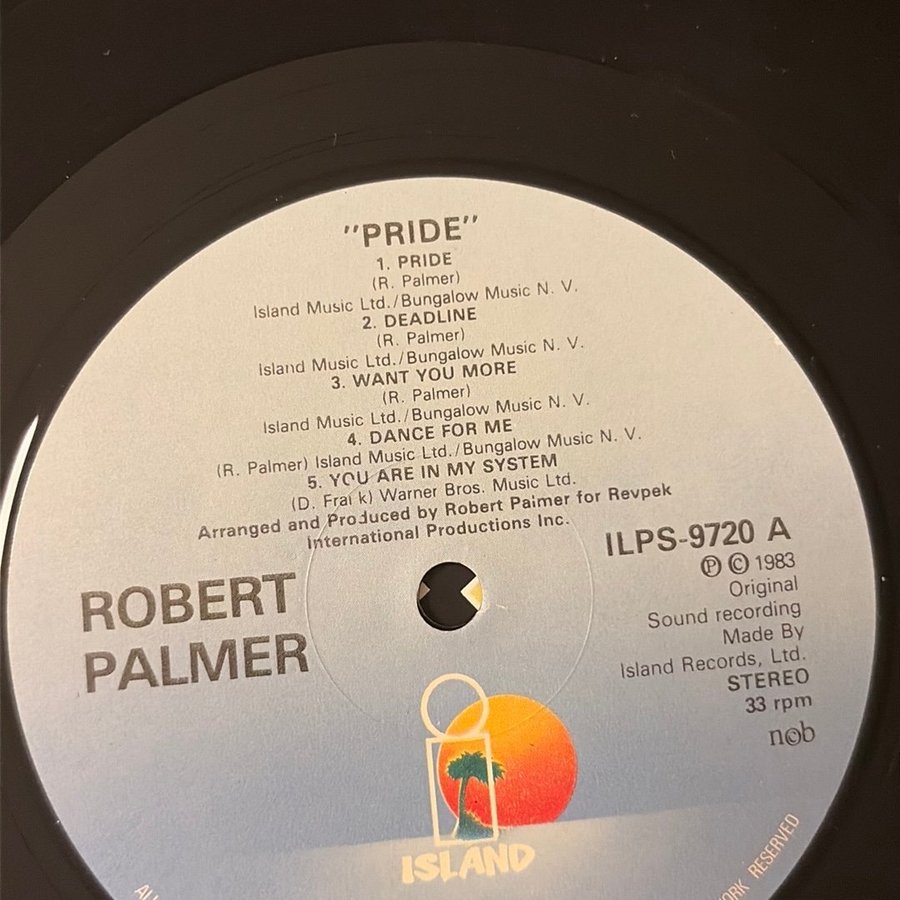 "PRIDE"
1. PRIDE
(R. Palmer)
Island Music Ltd./Bungalow Music N. V.
2. DEADLINE
(R. Palmer)
Island Music Ltd./Bungalow Music N. V.
3. WANT YOU MORE
(R. Palmer)
Island Music Ltd./Bungalow Music N. V.
4. DANCE FOR ME
(R. Palmer) Island Music Ltd./Bungalow Music N. V.
5. YOU ARE IN MY SYSTEM
(D. Frank) Warner Bros. Music Ltd.
Arranged and Produced by Robert Palmer for Revpek
International Productions Inc.
ROBERT
PALMER
ILPS-9720 A
Ⓟ © 1983
Original
Sound recording
Made By
Island Records, Ltd.
STEREO
33 rpm
ncb
ISLAND
RESERVED